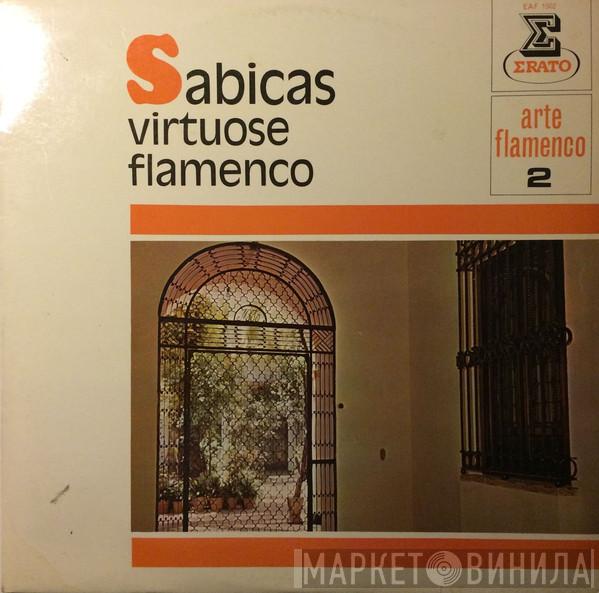 EAF 1502
Σ
ΣRATO
arte
flamenco
2
Sabicas
virtuose
flamenco
МАРКЕТ ВИНИЛА